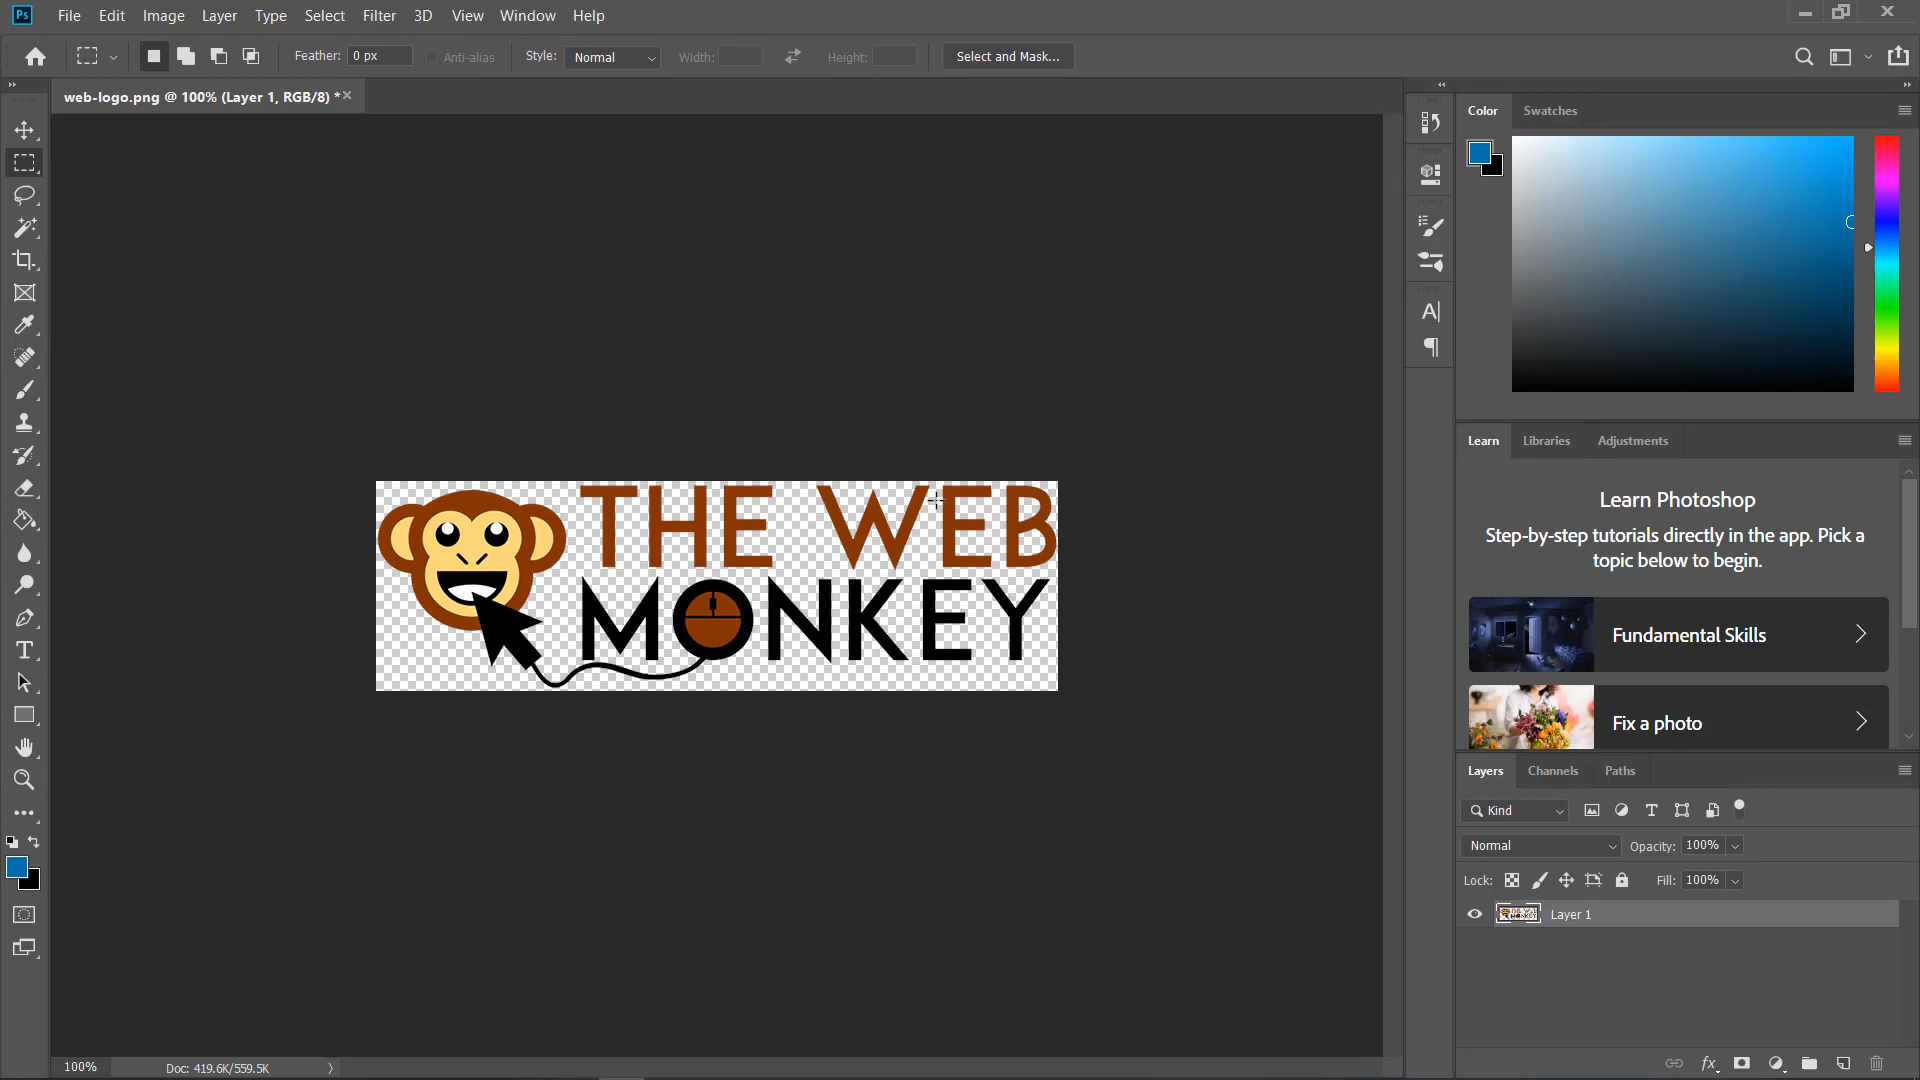 Ps File Edit Image Layer Type Select Filter 3D View Window Help
Feather: 0 px Anti-alias Style: Normal Width: Height: Select and Mask...
web-logo.png @ 100% (Layer 1, RGB/8) *
Color Swatches
THE WEB
MONKEY
Learn Libraries Adjustments
Learn Photoshop
Step-by-step tutorials directly in the app. Pick a
topic below to begin.
Fundamental Skills
Fix a photo
Layers Channels Paths
Kind
Normal Opacity: 100%
Lock: Fill: 100%
THE WEB
MONKEY
Layer 1
100% Doc: 419.6K/559.5K